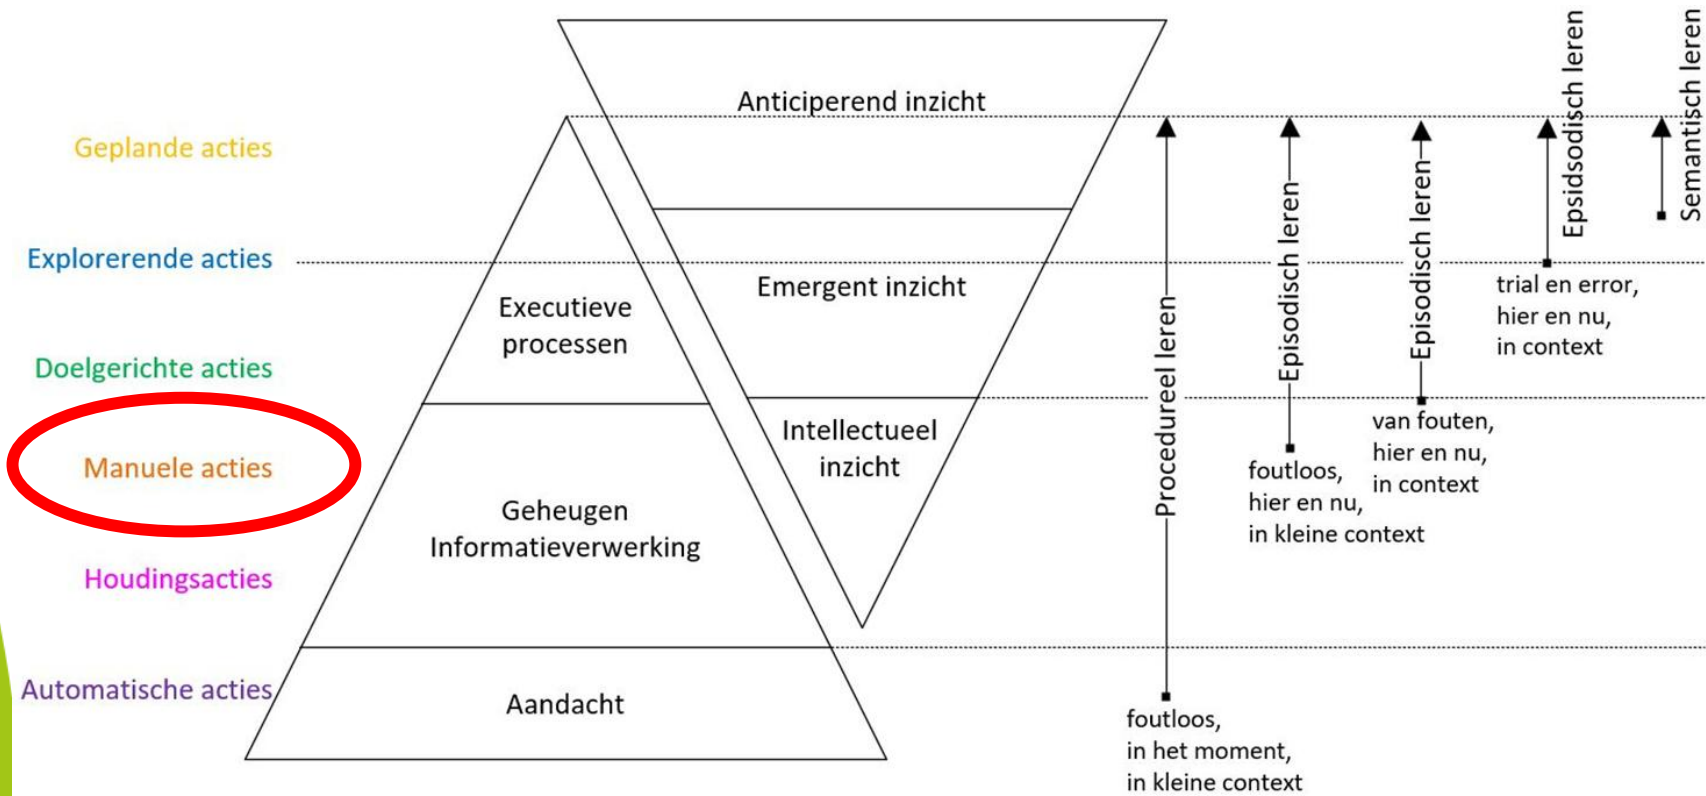 Geplande acties
Explorerende acties
Doelgerichte acties
Manuele acties
Houdingsacties
Automatische acties
Anticiperend inzicht
Emergent inzicht
Intellectueel
inzicht
Executieve
processen
Geheugen
Informatieverwerking
Aandacht
Procedureel leren
foutloos,
in het moment,
in kleine context
Episodisch leren
foutloos,
hier en nu,
in kleine context
Episodisch leren
van fouten,
hier en nu,
in context
Epsidsodisch leren
trial en error,
hier en nu,
in context
Semantisch leren